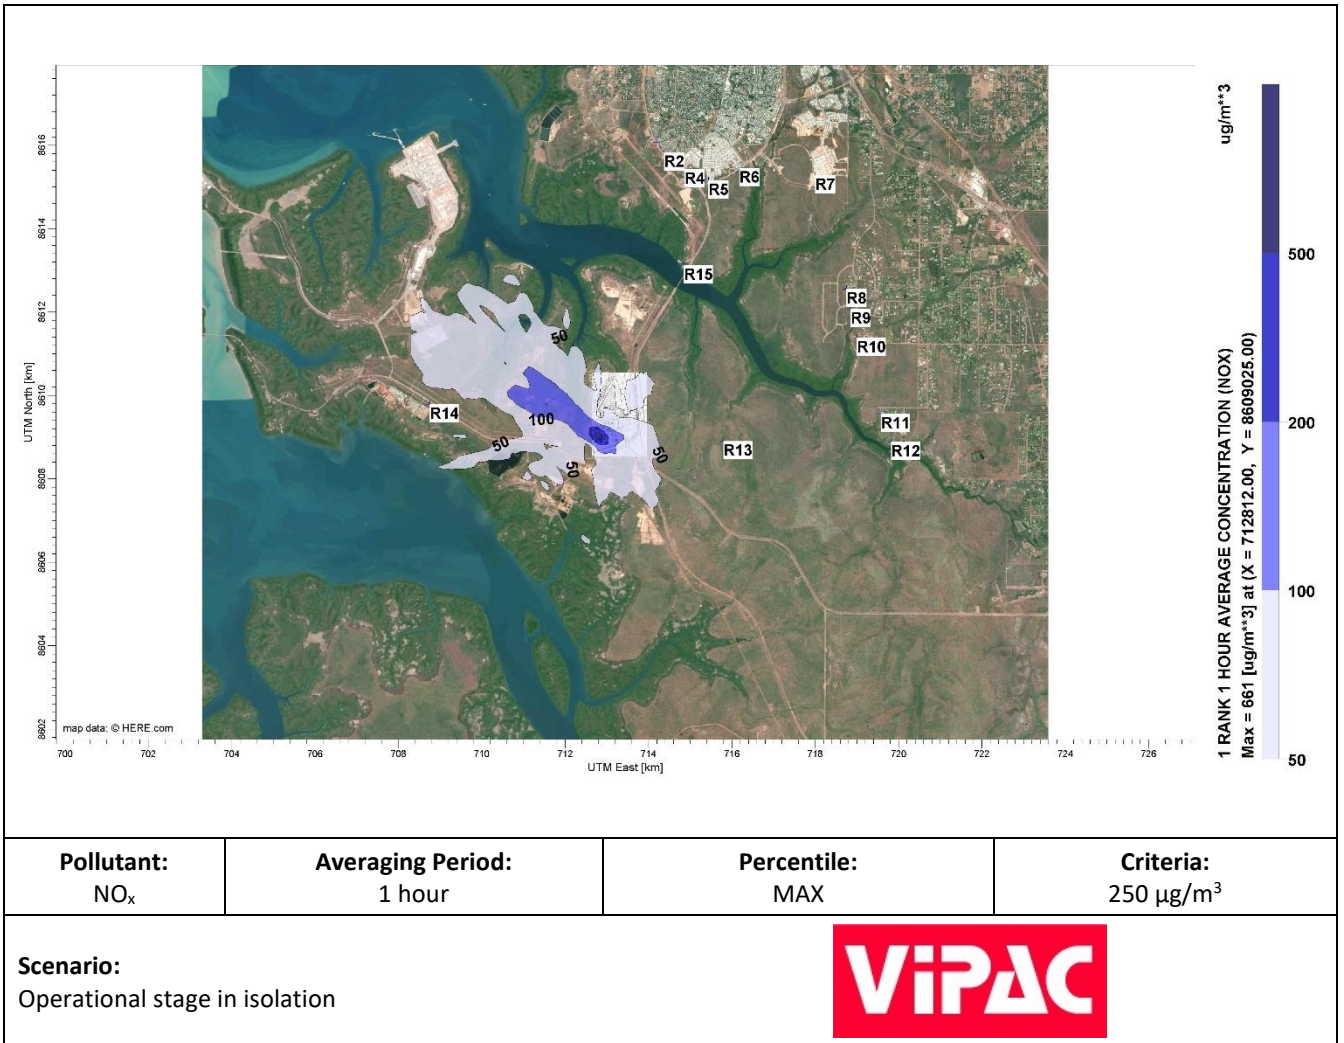 ug/m**3
8616
8614
8612
8610
8608
8606
8604
8602
UTM North [km]
R2
R4
R5
R6
R7
R15
R8
R9
R10
R14
R11
R12
R13
50
100
50
50
50
map data: © HERE.com
700
702
704
706
708
710
712
714
716
718
720
722
724
726
UTM East [km]
1 RANK 1 HOUR AVERAGE CONCENTRATION (NOX)
Max = 661 [ug/m**3] at (X = 712812.00, Y = 8609025.00)
500
200
100
50
Pollutant:
NOₓ
Averaging Period:
1 hour
Percentile:
MAX
Criteria:
250 µg/m³
Scenario:
Operational stage in isolation
ViPAC